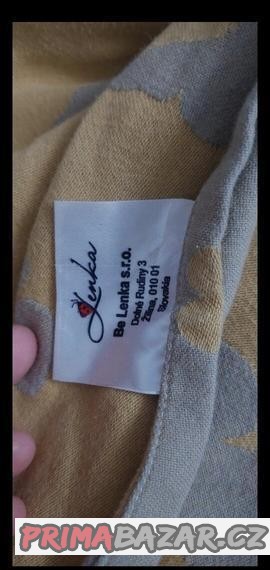 Lenka
Be Lenka s.r.o.
Dolné Rudiny 3
Žilina, 010 01
Slovakia
PRIMABAZAR.CZ